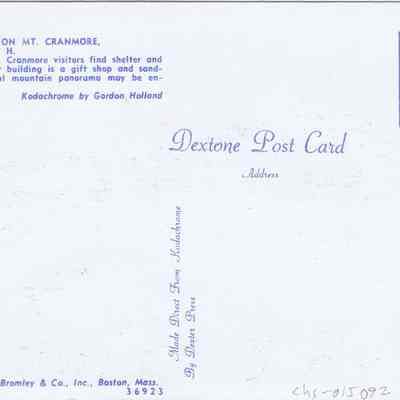 ON MT. CRANMORE,
H.
Cranmore visitors find shelter and
building is a gift shop and sand-
mountain panorama may be en-
Kodachrome by Gordon Holland
Dextone Post Card
Address
Made Direct From Kodachrome
By Dexter Press
Bromley & Co., Inc., Boston, Mass.
36923
chs-015092